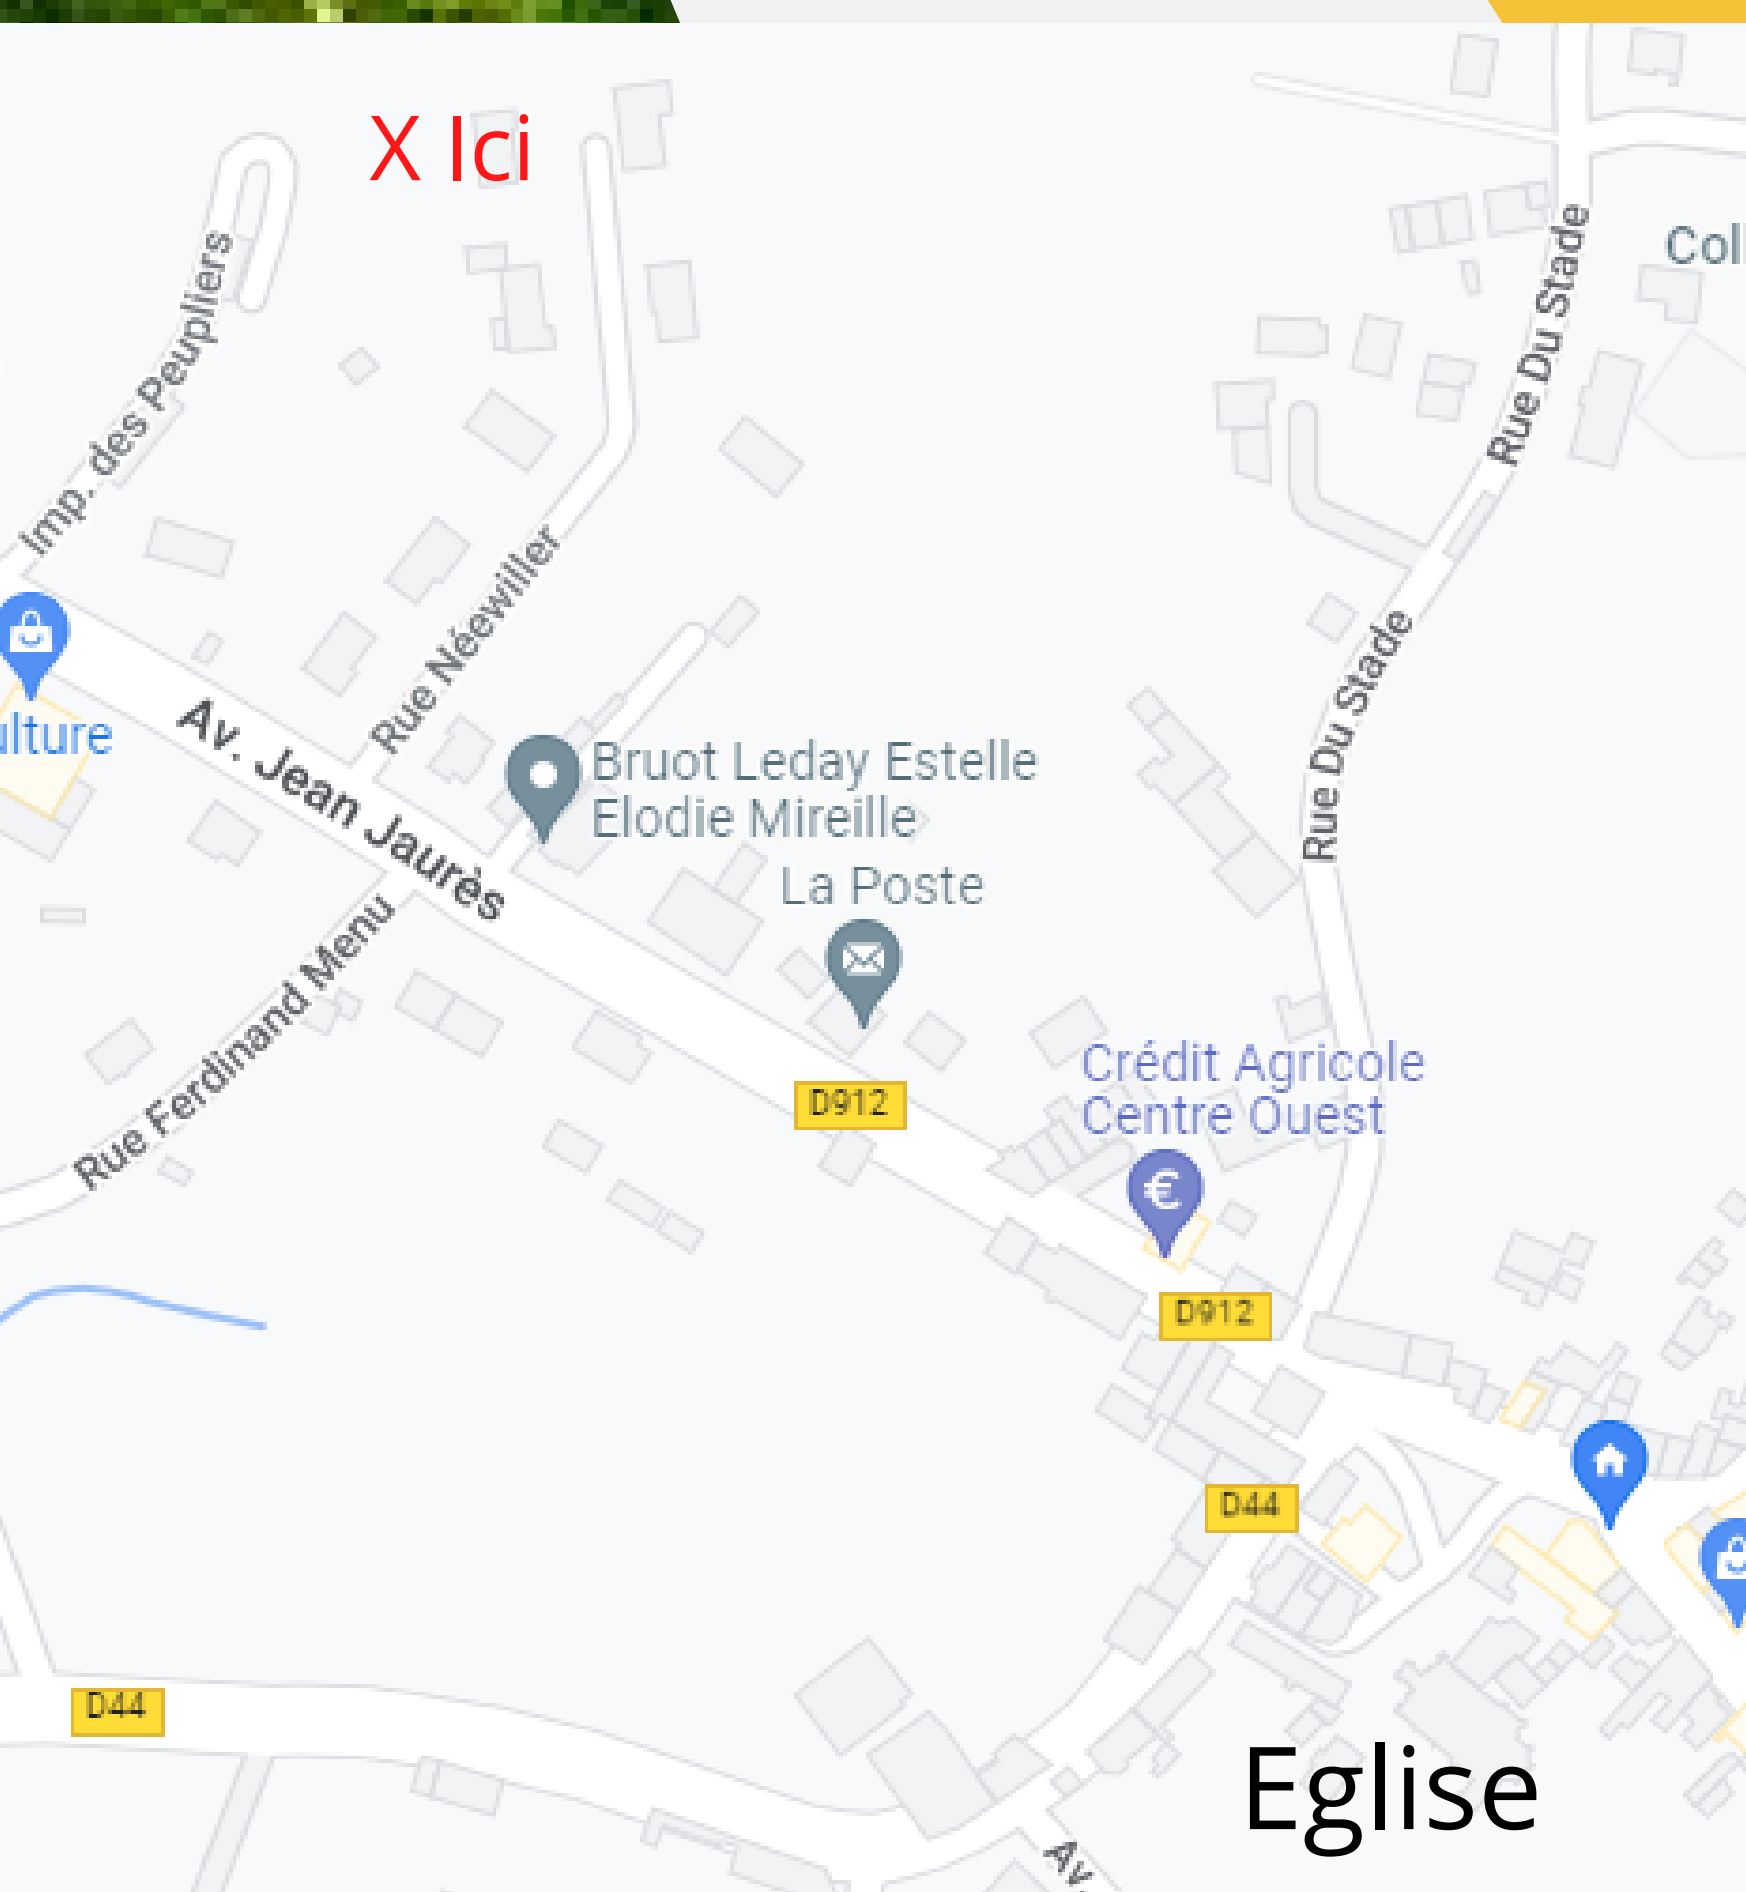 X Ici
Coll
Rue Du Stade
Imp. des Peupliers
Rue Néewiller
Rue Du Stade
ulture
Av. Jean Jaurès
Bruot Leday Estelle
Elodie Mireille
La Poste
Rue Ferdinand Menu
Crédit Agricole
Centre Ouest
D912
€
D912
D44
D44
Eglise
Av